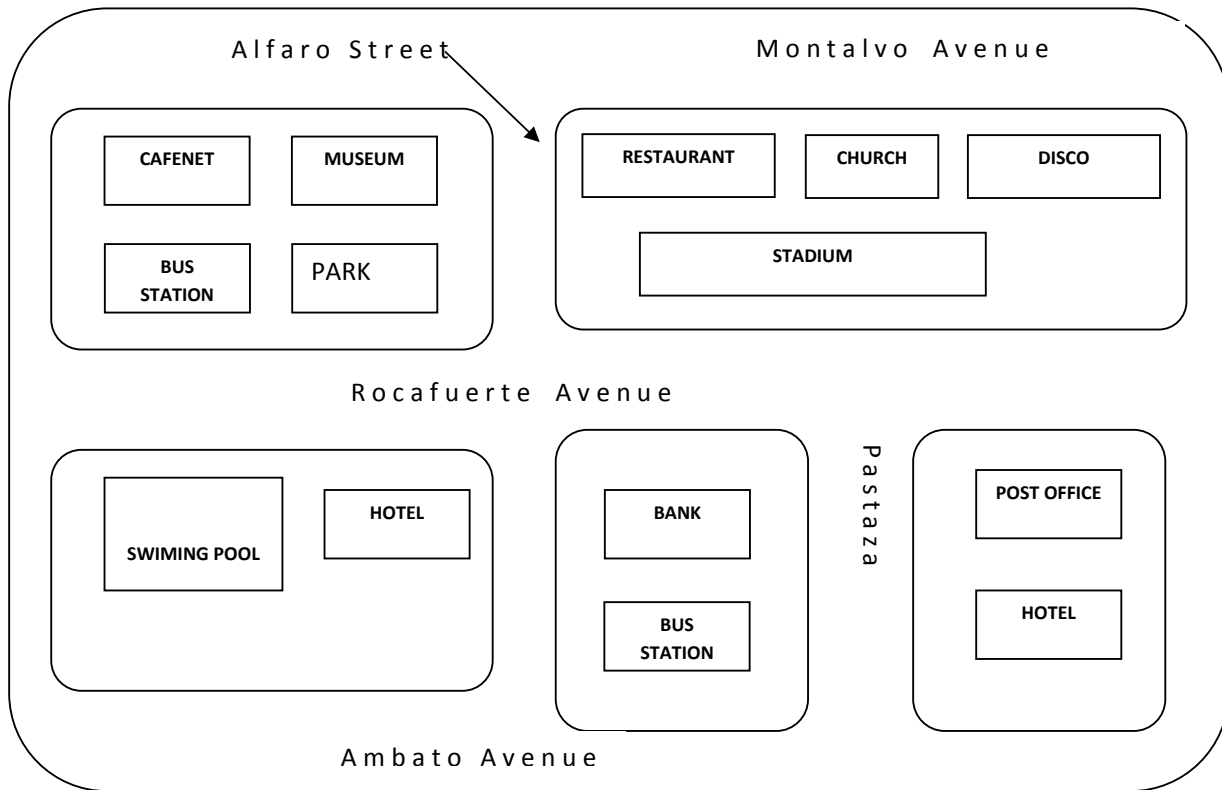 Alfaro Street
Montalvo Avenue
CAFENET
MUSEUM
RESTAURANT
CHURCH
DISCO
BUS
STATION
PARK
STADIUM
Rocafuerte Avenue
SWIMING POOL
HOTEL
BANK
BUS
STATION
Pastaza
POST OFFICE
HOTEL
Ambato Avenue